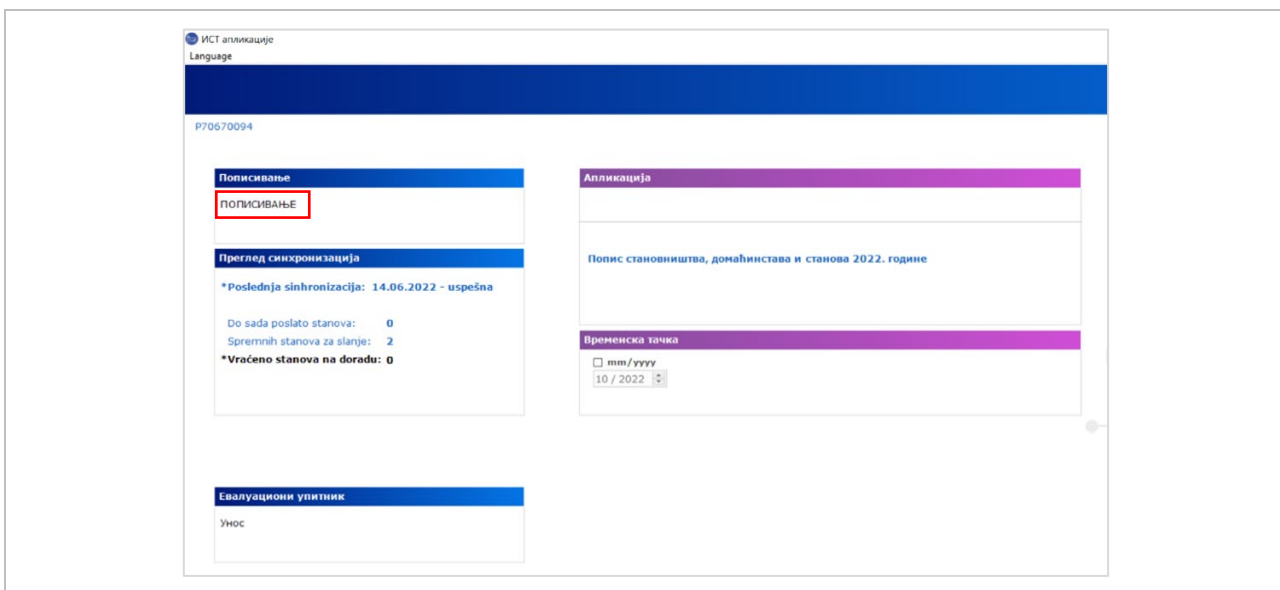 ИСТ апликације
Language
P70670094
Пописивање
ПОПИСИВАЊЕ
Преглед синхронизација
*Poslednja sinhronizacija: 14.06.2022 - uspešna
Do sada poslato stanova: 0
Spremnih stanova za slanje: 2
*Vraćeno stanova na doradu: 0
Евалуациони упитник
Унос
Апликација
Попис становништва, домаћинстава и станова 2022. године
Временска тачка
mm/yyyy
10 / 2022